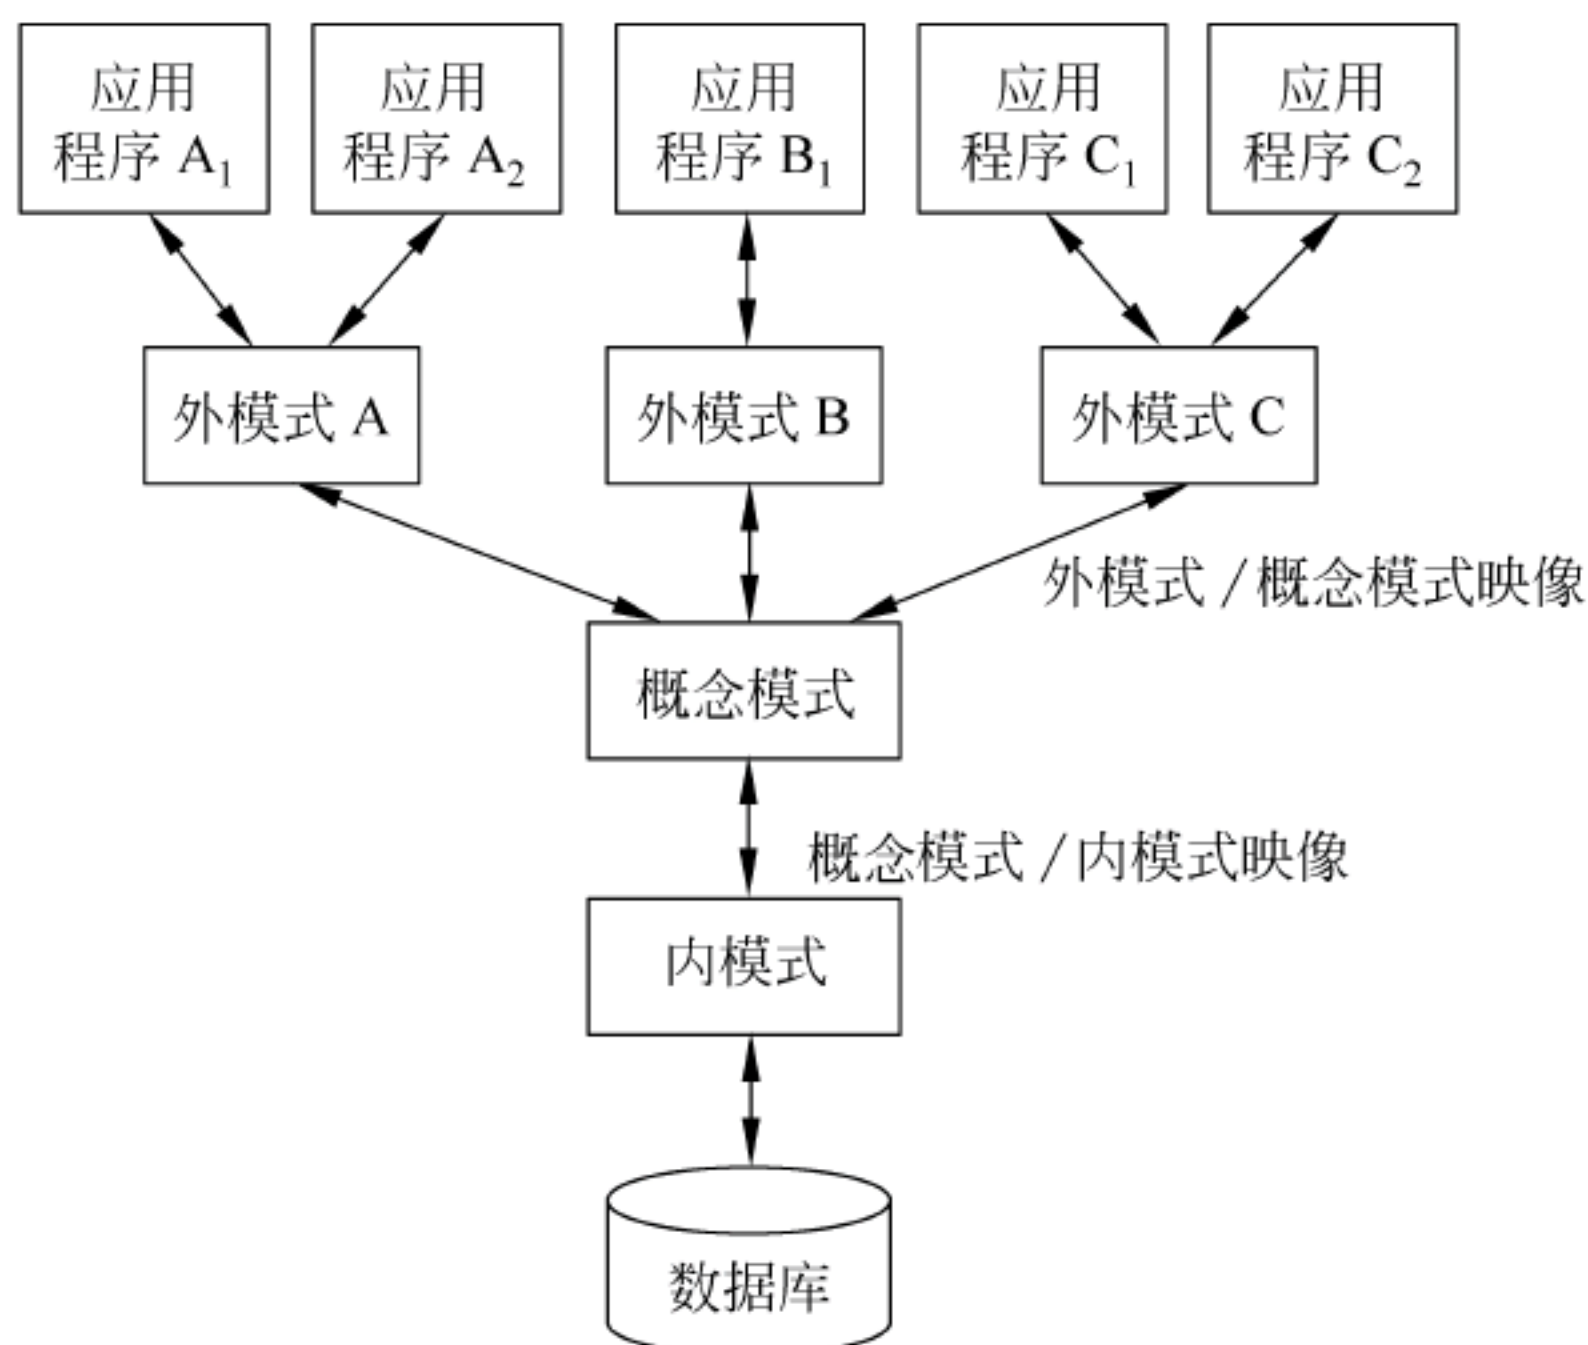 应用
程序 A₁
应用
程序 A₂
应用
程序 B₁
应用
程序 C₁
应用
程序 C₂
外模式 A
外模式 B
外模式 C
外模式/概念模式映像
概念模式
概念模式/内模式映像
内模式
数据库